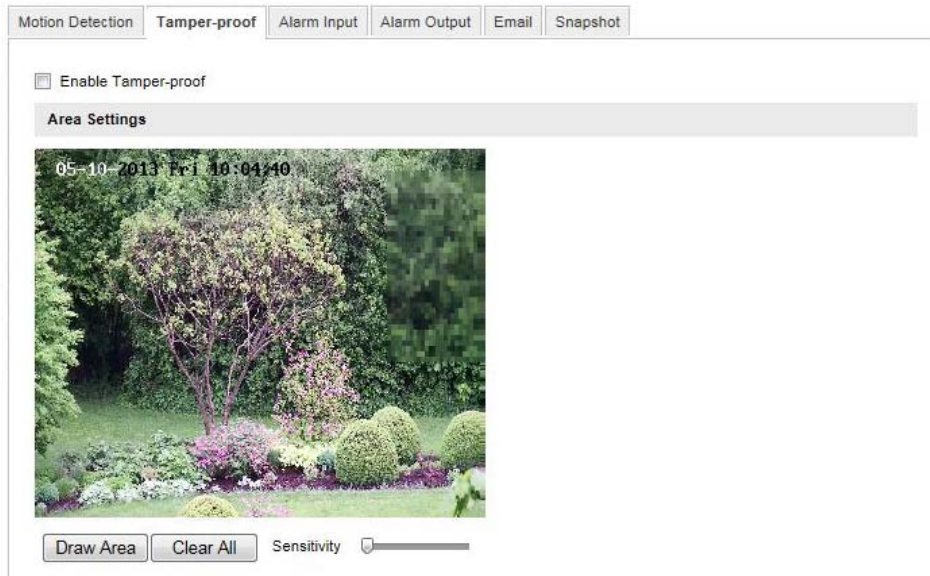 Motion Detection Tamper-proof Alarm Input Alarm Output Email Snapshot
Enable Tamper-proof
Area Settings
05-10-2013 Fri 10:04:40
Draw Area Clear All Sensitivity